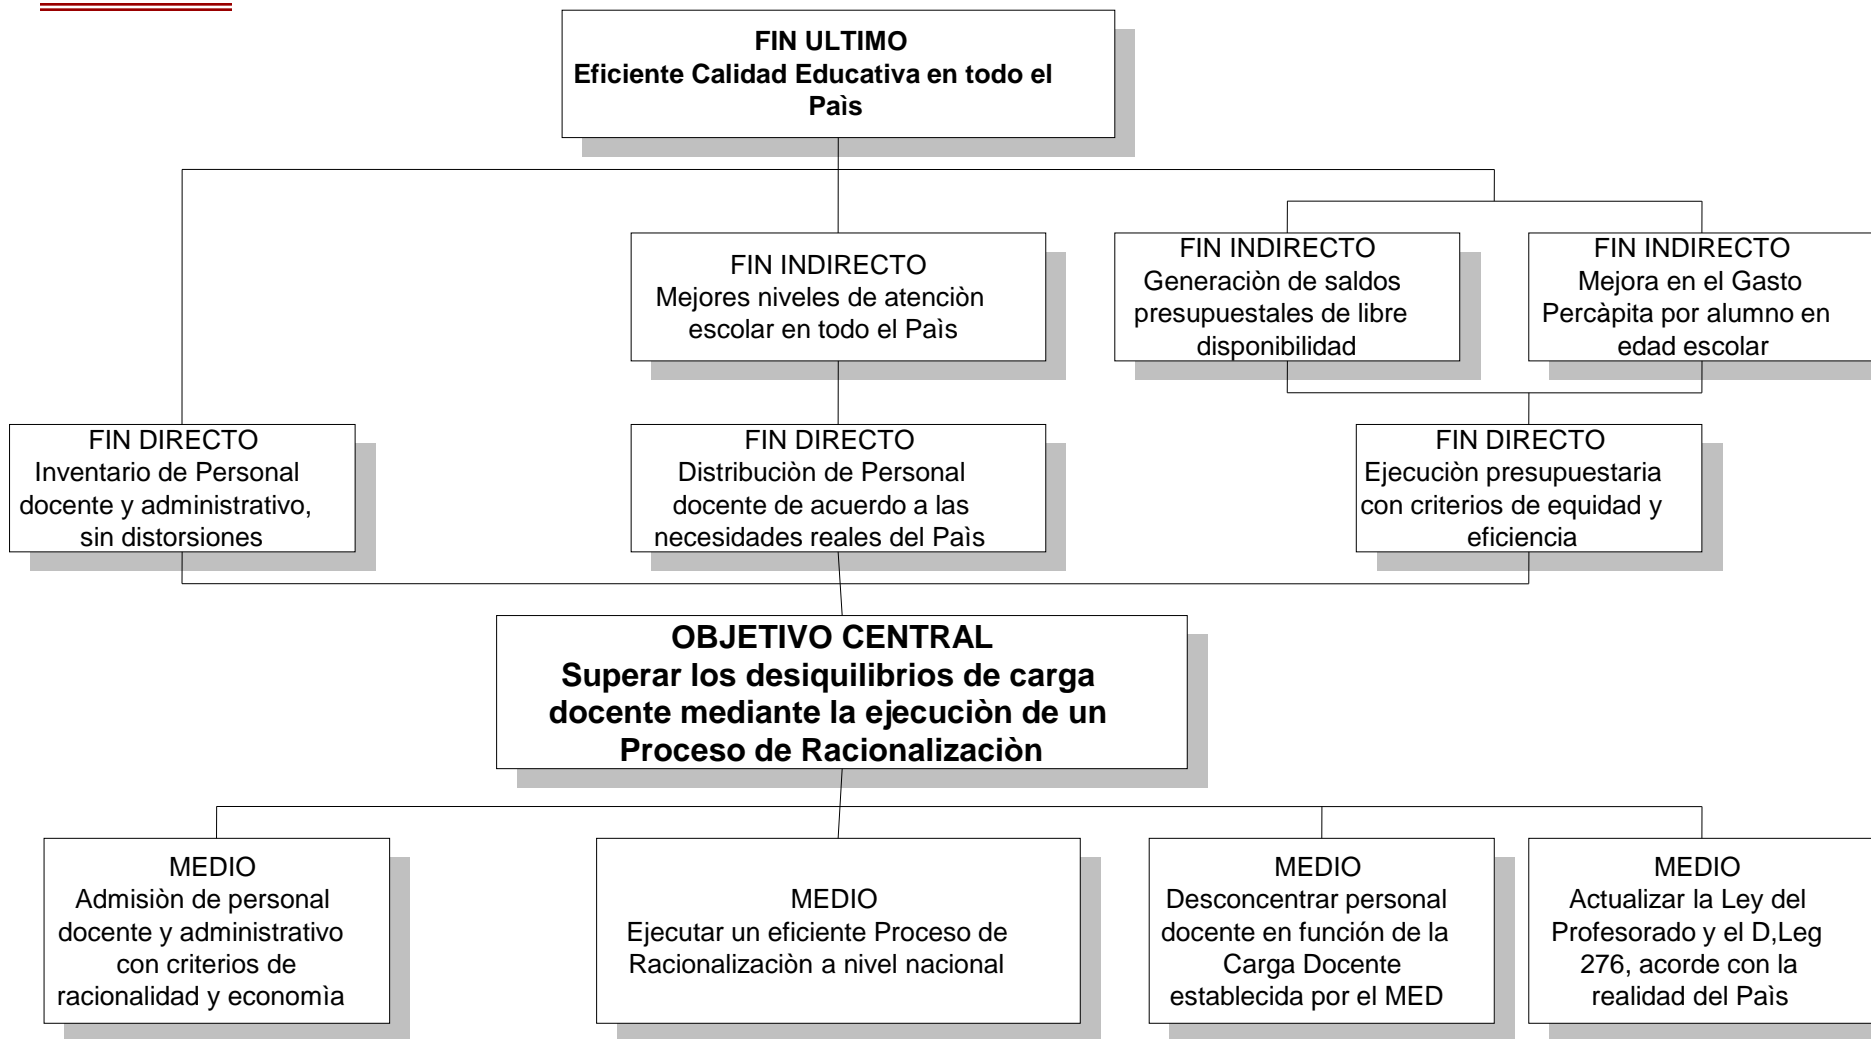 FIN ULTIMO
Eficiente Calidad Educativa en todo el
Paìs
FIN INDIRECTO
Mejores niveles de atenciòn
escolar en todo el Paìs
FIN INDIRECTO
Generaciòn de saldos
presupuestales de libre
disponibilidad
FIN INDIRECTO
Mejora en el Gasto
Percàpita por alumno en
edad escolar
FIN DIRECTO
Inventario de Personal
docente y administrativo,
sin distorsiones
FIN DIRECTO
Distribuciòn de Personal
docente de acuerdo a las
necesidades reales del Paìs
FIN DIRECTO
Ejecuciòn presupuestaria
con criterios de equidad y
eficiencia
OBJETIVO CENTRAL
Superar los desiquilibrios de carga
docente mediante la ejecuciòn de un
Proceso de Racionalizaciòn
MEDIO
Admisiòn de personal
docente y administrativo
con criterios de
racionalidad y economìa
MEDIO
Ejecutar un eficiente Proceso de
Racionalizaciòn a nivel nacional
MEDIO
Desconcentrar personal
docente en función de la
Carga Docente
establecida por el MED
MEDIO
Actualizar la Ley del
Profesorado y el D,Leg
276, acorde con la
realidad del Paìs